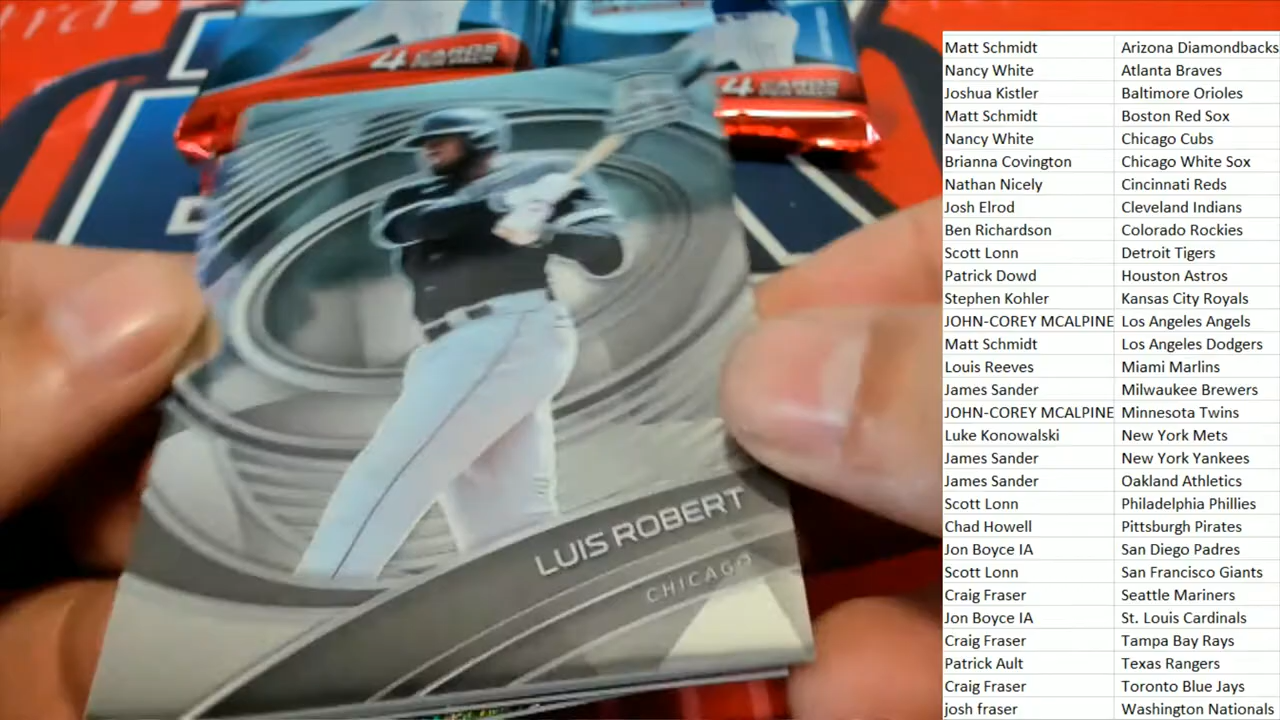 4 CARDS
4 CARDS
LUIS ROBERT
CHICAGO
Matt Schmidt Arizona Diamondbacks
Nancy White Atlanta Braves
Joshua Kistler Baltimore Orioles
Matt Schmidt Boston Red Sox
Nancy White Chicago Cubs
Brianna Covington Chicago White Sox
Nathan Nicely Cincinnati Reds
Josh Elrod Cleveland Indians
Ben Richardson Colorado Rockies
Scott Lonn Detroit Tigers
Patrick Dowd Houston Astros
Stephen Kohler Kansas City Royals
JOHN-COREY MCALPINE Los Angeles Angels
Matt Schmidt Los Angeles Dodgers
Louis Reeves Miami Marlins
James Sander Milwaukee Brewers
JOHN-COREY MCALPINE Minnesota Twins
Luke Konowalski New York Mets
James Sander New York Yankees
James Sander Oakland Athletics
Scott Lonn Philadelphia Phillies
Chad Howell Pittsburgh Pirates
Jon Boyce IA San Diego Padres
Scott Lonn San Francisco Giants
Craig Fraser Seattle Mariners
Jon Boyce IA St. Louis Cardinals
Craig Fraser Tampa Bay Rays
Patrick Ault Texas Rangers
Craig Fraser Toronto Blue Jays
josh fraser Washington Nationals